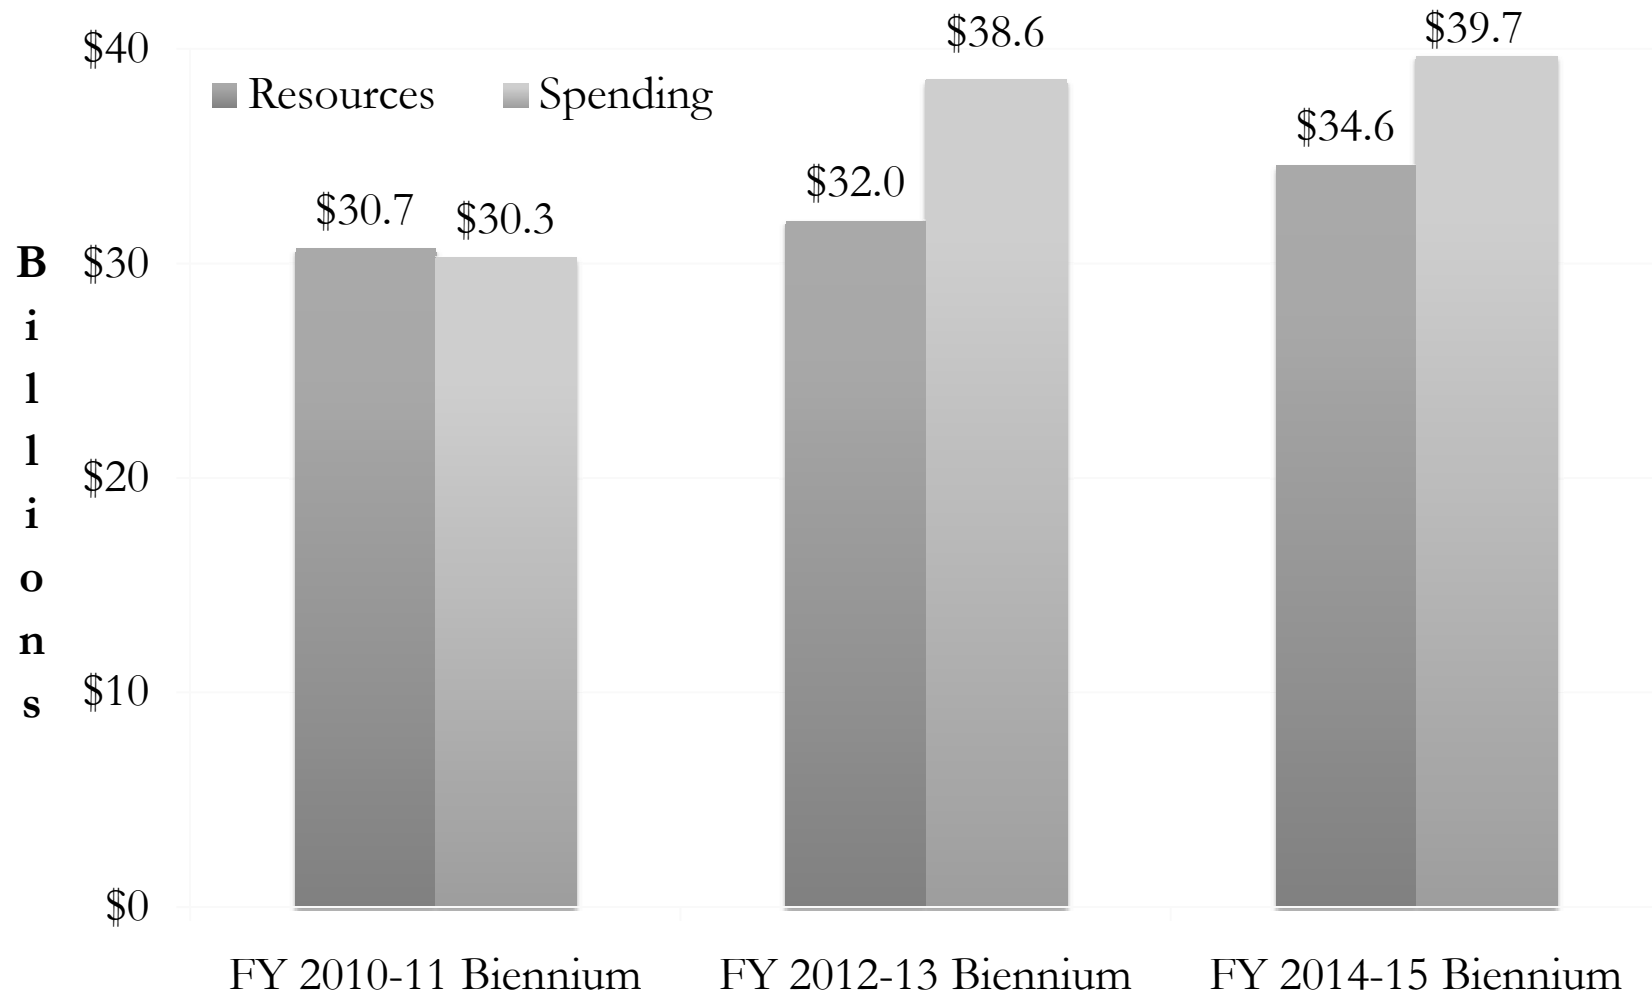 $38.6
$39.7
$40
Resources
Spending
$34.6
$32.0
$30.7
$30.3
Billions
$30
$20
$10
$0
FY 2010-11 Biennium
FY 2012-13 Biennium
FY 2014-15 Biennium